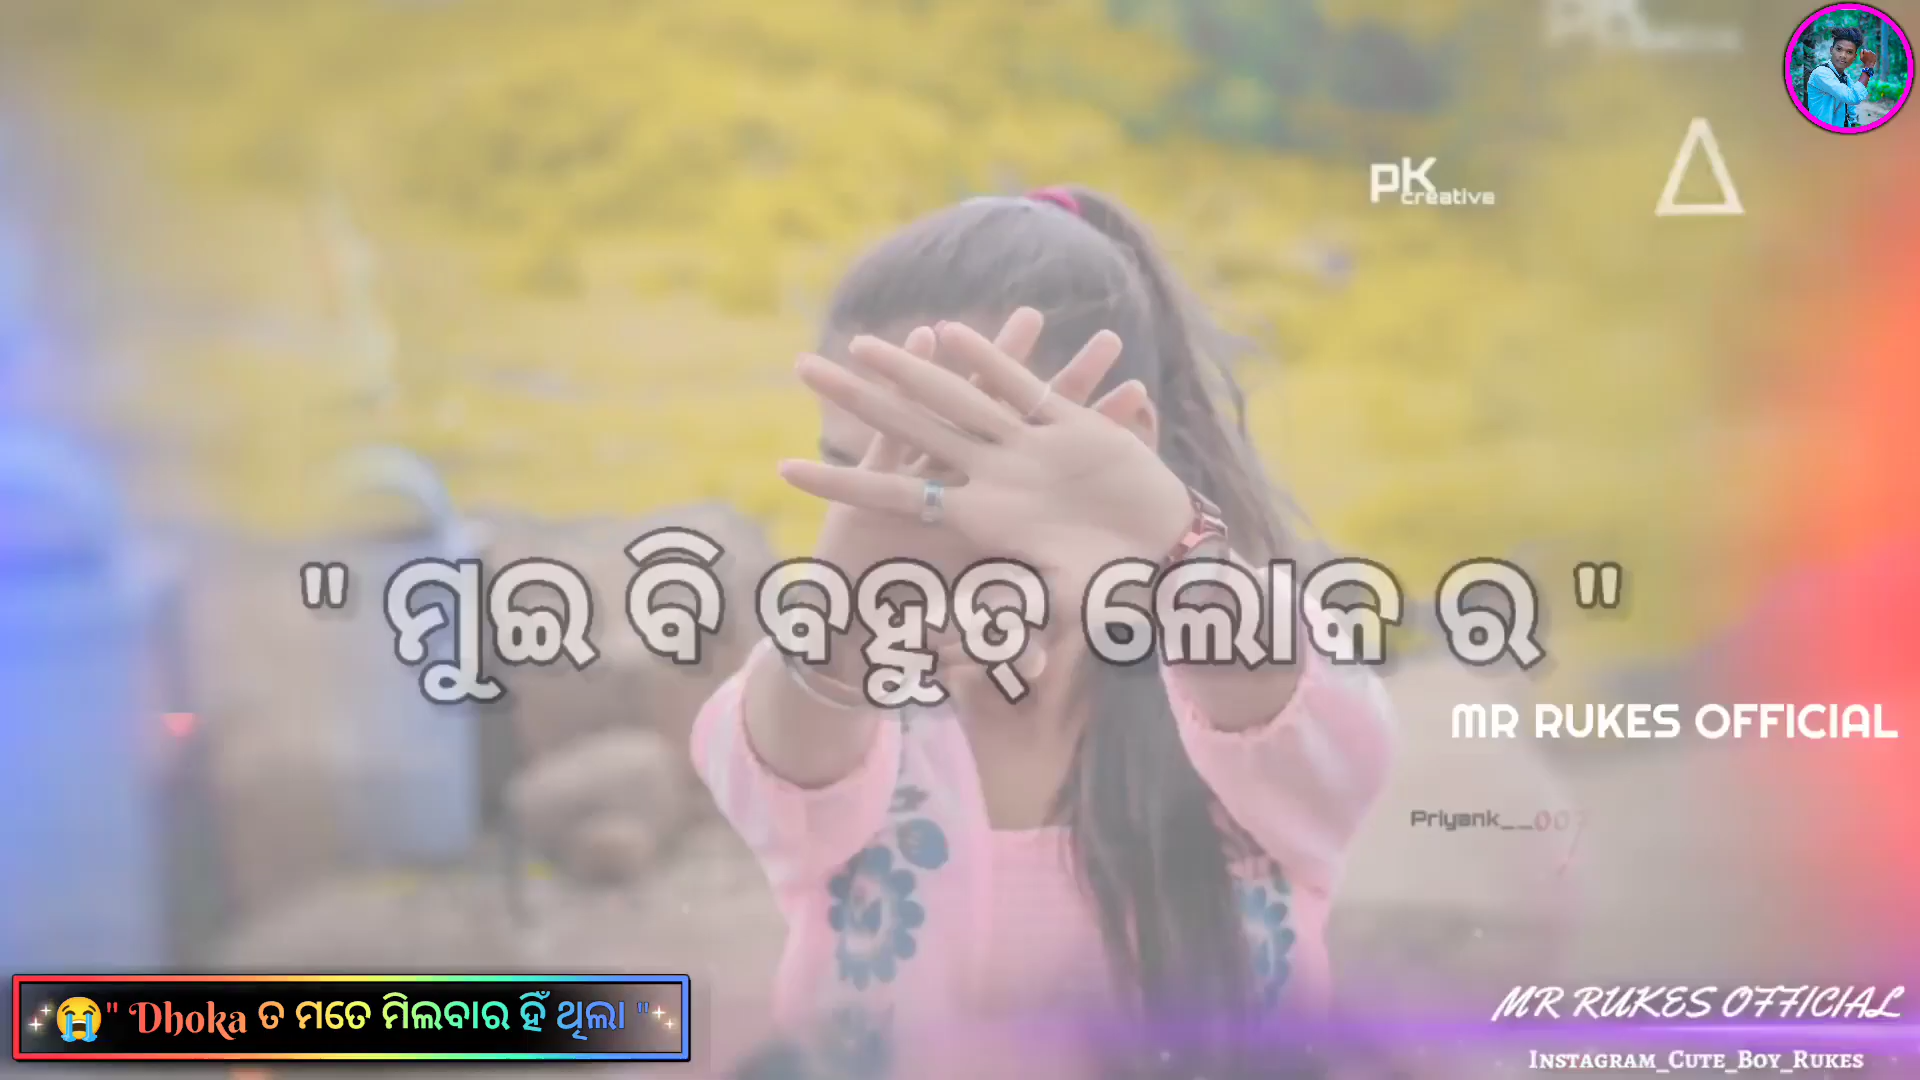 pK
creative
" ମୁଇ ବି ବହୁତ୍ ଲୋକ ର "
MR RUKES OFFICIAL
Priyank__007
😭" Dhoka ତ ମତେ ମିଲବାର ହିଁ ଥିଲା "
MR RUKES OFFICIAL
Instagram_Cute_Boy_Rukes